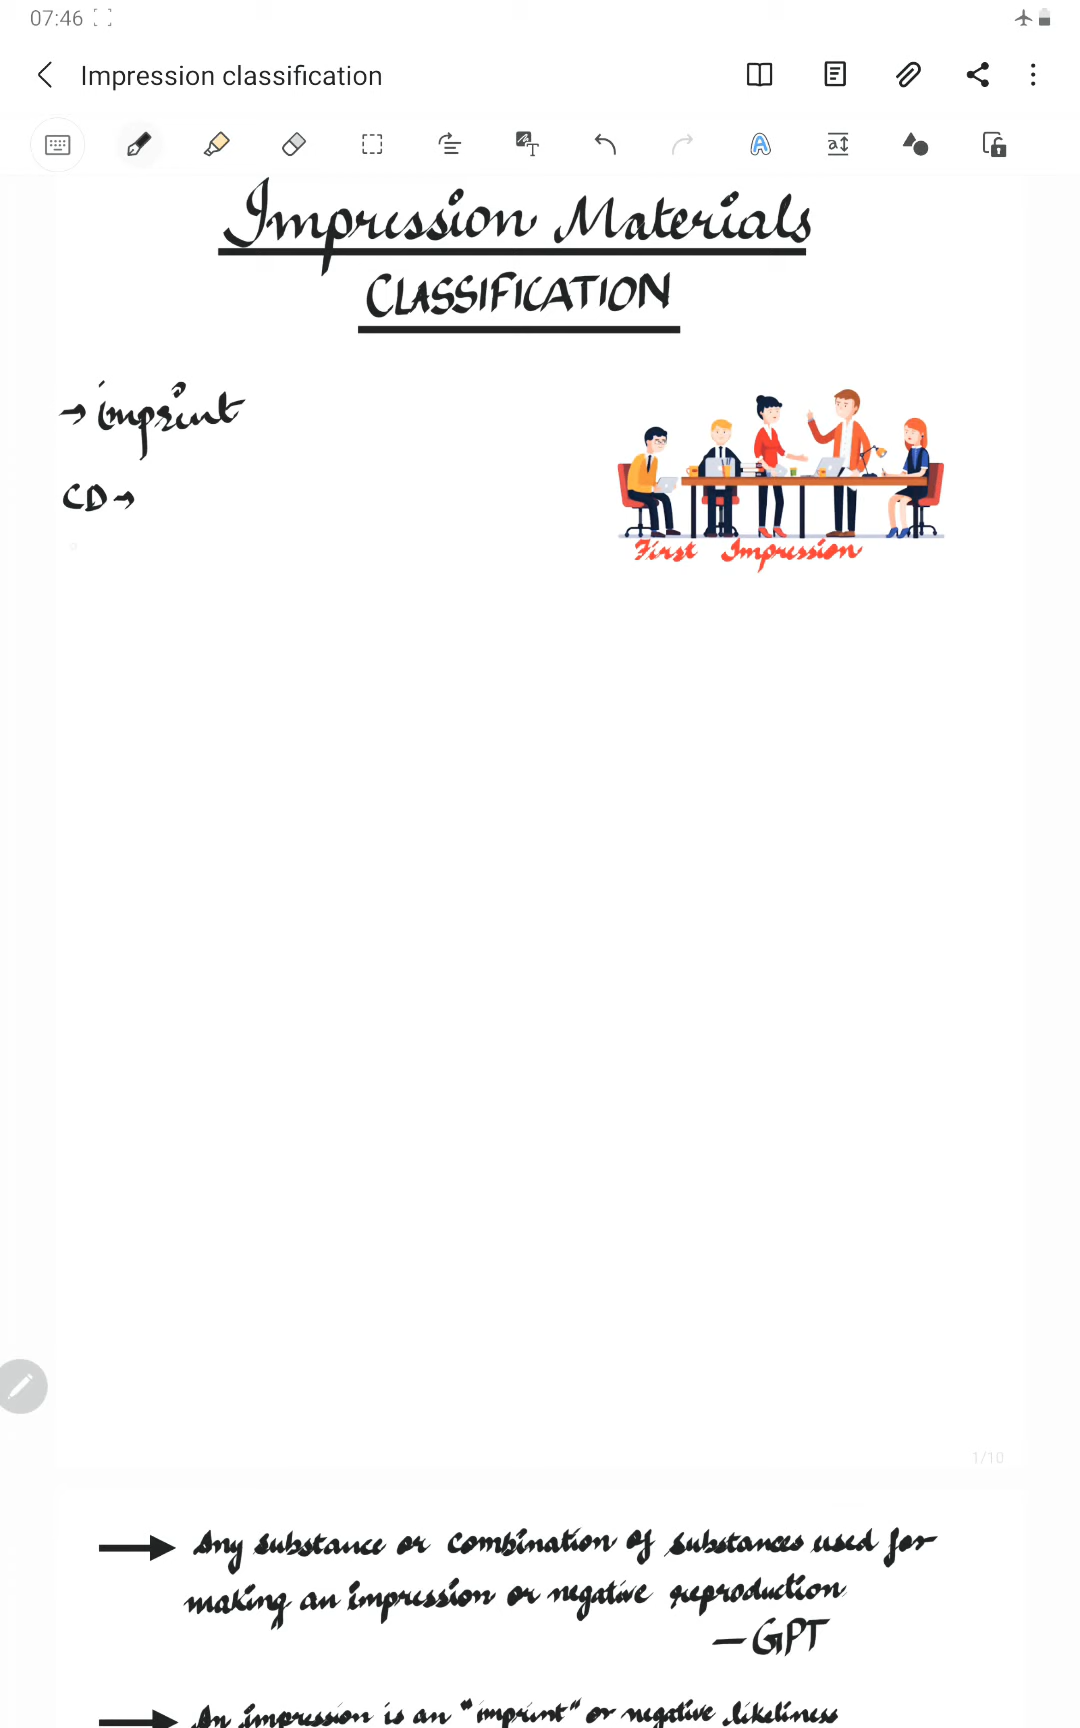 07:46
Impression classification
Impression Materials
CLASSIFICATION
→ imprint
CD→
First Impression
1/10
→ Any substance or combination of substances used for
making an impression or negative reproduction
— GPT
→ An impression is an "imprint" or negative likeliness